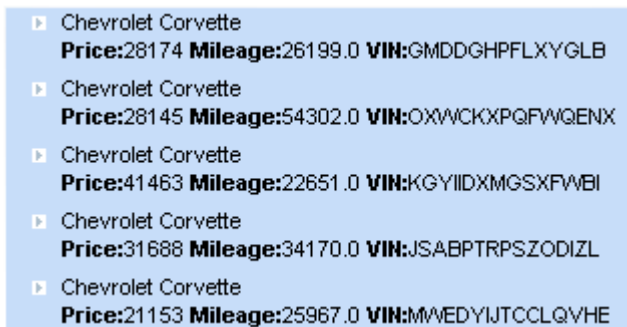 Chevrolet Corvette
Price:28174 Mileage:26199.0 VIN:GMDDGHPFLXYGLB
Chevrolet Corvette
Price:28145 Mileage:54302.0 VIN:OXWCKXPQFWQENX
Chevrolet Corvette
Price:41463 Mileage:22651.0 VIN:KGYIIDXMGSXFWBI
Chevrolet Corvette
Price:31688 Mileage:34170.0 VIN:JSABPTRPSZODIZL
Chevrolet Corvette
Price:21153 Mileage:25967.0 VIN:MWEDYIJTCCLQVHE